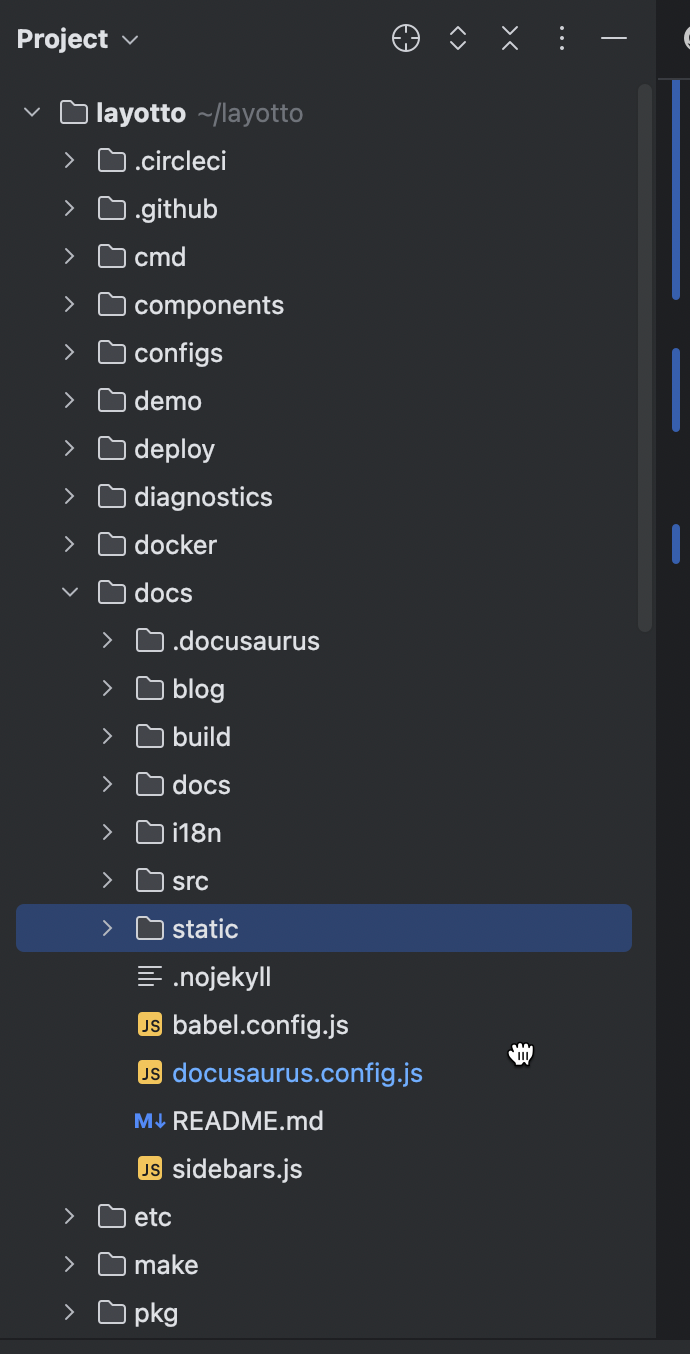 Project
layotto ~/layotto
.circleci
.github
cmd
components
configs
demo
deploy
diagnostics
docker
docs
.docusaurus
blog
build
docs
i18n
src
static
.nojekyll
JS babel.config.js
JS docusaurus.config.js
M↓ README.md
JS sidebars.js
etc
make
pkg